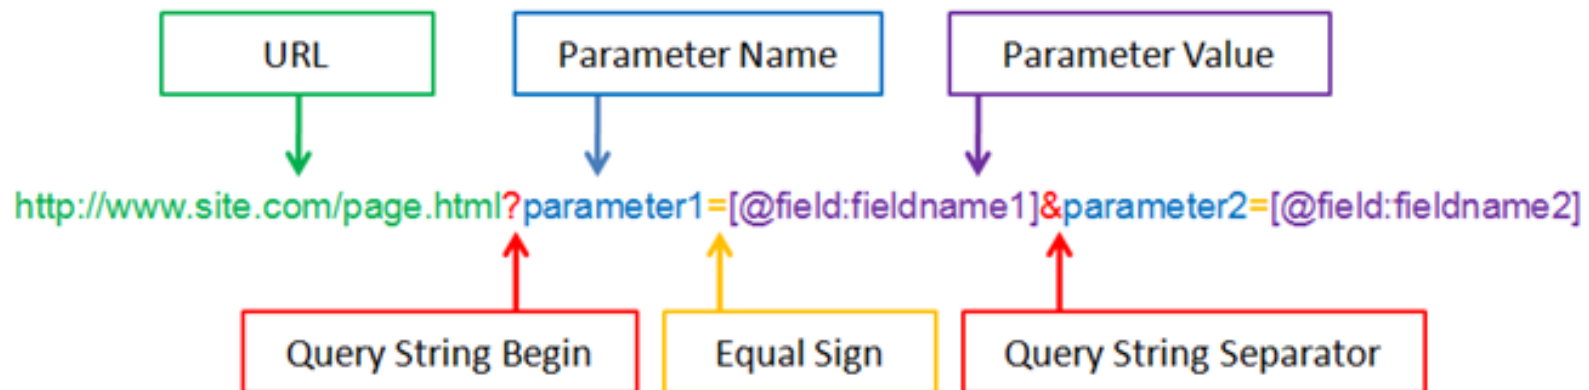 URL
Parameter Name
Parameter Value
http://www.site.com/page.html?parameter1=[@field:fieldname1]&parameter2=[@field:fieldname2]
Query String Begin
Equal Sign
Query String Separator